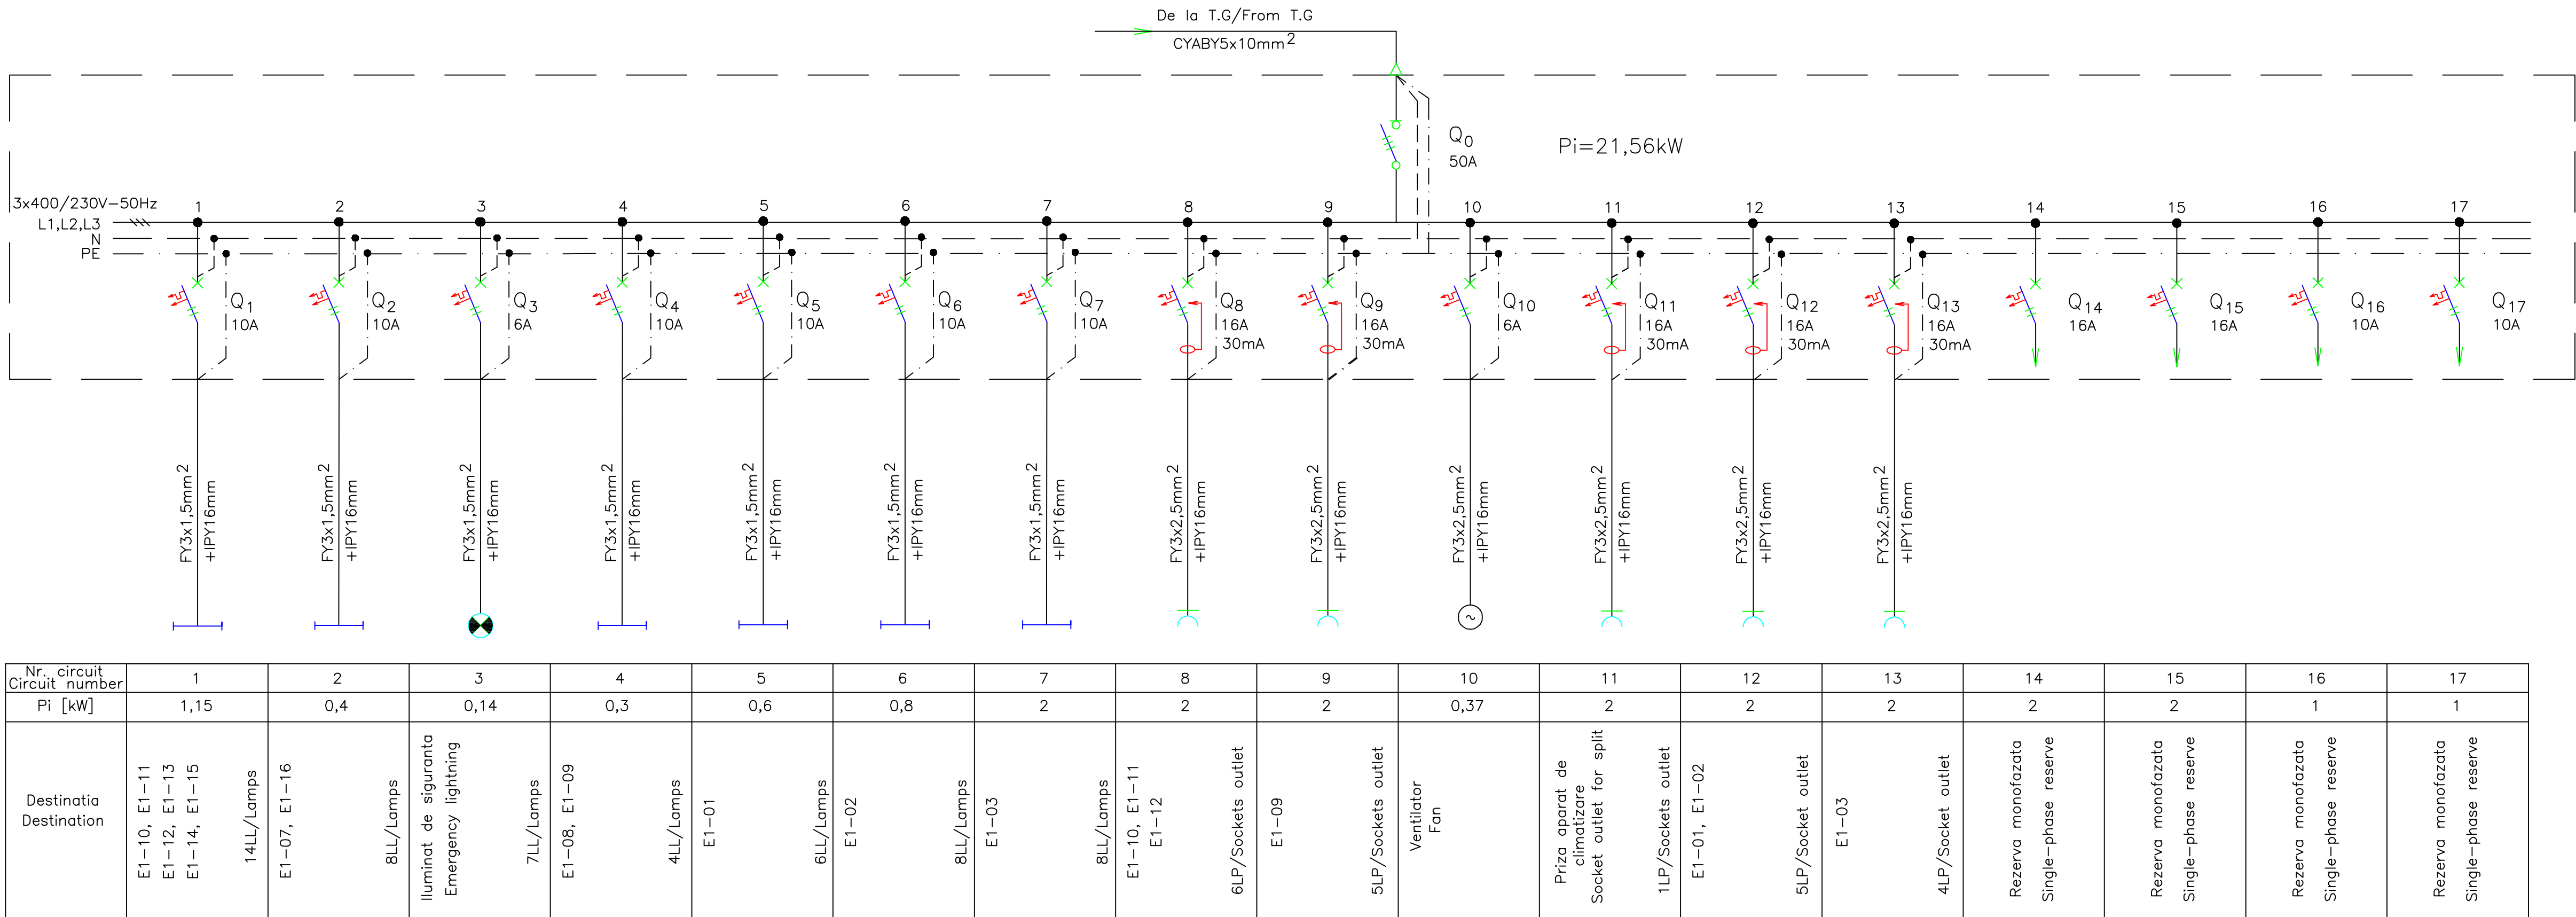 De la T.G/From T.G
CYABY5x10mm2
Q0
50A
Pi=21,56kW
3x400/230V-50Hz
L1,L2,L3
N
PE
1 2 3 4 5 6 7 8 9 10 11 12 13 14 15 16 17
Q1
10A
Q2
10A
Q3
6A
Q4
10A
Q5
10A
Q6
10A
Q7
10A
Q8
16A
30mA
Q9
16A
30mA
Q10
6A
Q11
16A
30mA
Q12
16A
30mA
Q13
16A
30mA
Q14
16A
Q15
16A
Q16
10A
Q17
10A
FY3x1,5mm2
+IPY16mm
FY3x1,5mm2
+IPY16mm
FY3x1,5mm2
+IPY16mm
FY3x1,5mm2
+IPY16mm
FY3x1,5mm2
+IPY16mm
FY3x1,5mm2
+IPY16mm
FY3x1,5mm2
+IPY16mm
FY3x2,5mm2
+IPY16mm
FY3x2,5mm2
+IPY16mm
FY3x2,5mm2
+IPY16mm
~
FY3x2,5mm2
+IPY16mm
FY3x2,5mm2
+IPY16mm
FY3x2,5mm2
+IPY16mm
Nr. circuit
Circuit number
1 2 3 4 5 6 7 8 9 10 11 12 13 14 15 16 17
Pi [kW] 1,15 0,4 0,14 0,3 0,6 0,8 2 2 2 0,37 2 2 2 2 2 1 1
Destinatia
Destination
E1-10, E1-11
E1-12, E1-13
E1-14, E1-15
14LL/Lamps
E1-07, E1-16
8LL/Lamps
Iluminat de siguranta
Emergency lightning
7LL/Lamps
E1-08, E1-09
4LL/Lamps
E1-01
6LL/Lamps
E1-02
8LL/Lamps
E1-03
8LL/Lamps
E1-10, E1-11
E1-12
6LP/Sockets outlet
E1-09
5LP/Sockets outlet
Ventilator
Fan
Priza aparat de
climatizare
Socket outlet for split
1LP/Sockets outlet
E1-01, E1-02
5LP/Socket outlet
E1-03
4LP/Socket outlet
Rezerva monofazata
Single-phase reserve
Rezerva monofazata
Single-phase reserve
Rezerva monofazata
Single-phase reserve
Rezerva monofazata
Single-phase reserve